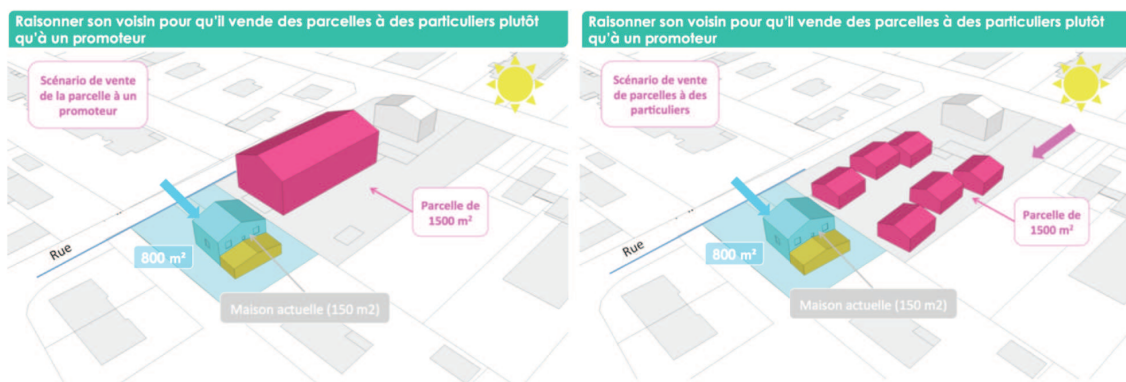 Raisonner son voisin pour qu'il vende des parcelles à des particuliers plutôt
qu'à un promoteur
Scénario de vente
de la parcelle à un
promoteur
Parcelle de
1500 m²
Rue
800 m²
Maison actuelle (150 m2)
Raisonner son voisin pour qu'il vende des parcelles à des particuliers plutôt
qu'à un promoteur
Scénario de vente
de parcelles à des
particuliers
Parcelle de
1500 m²
Rue
800 m²
Maison actuelle (150 m2)